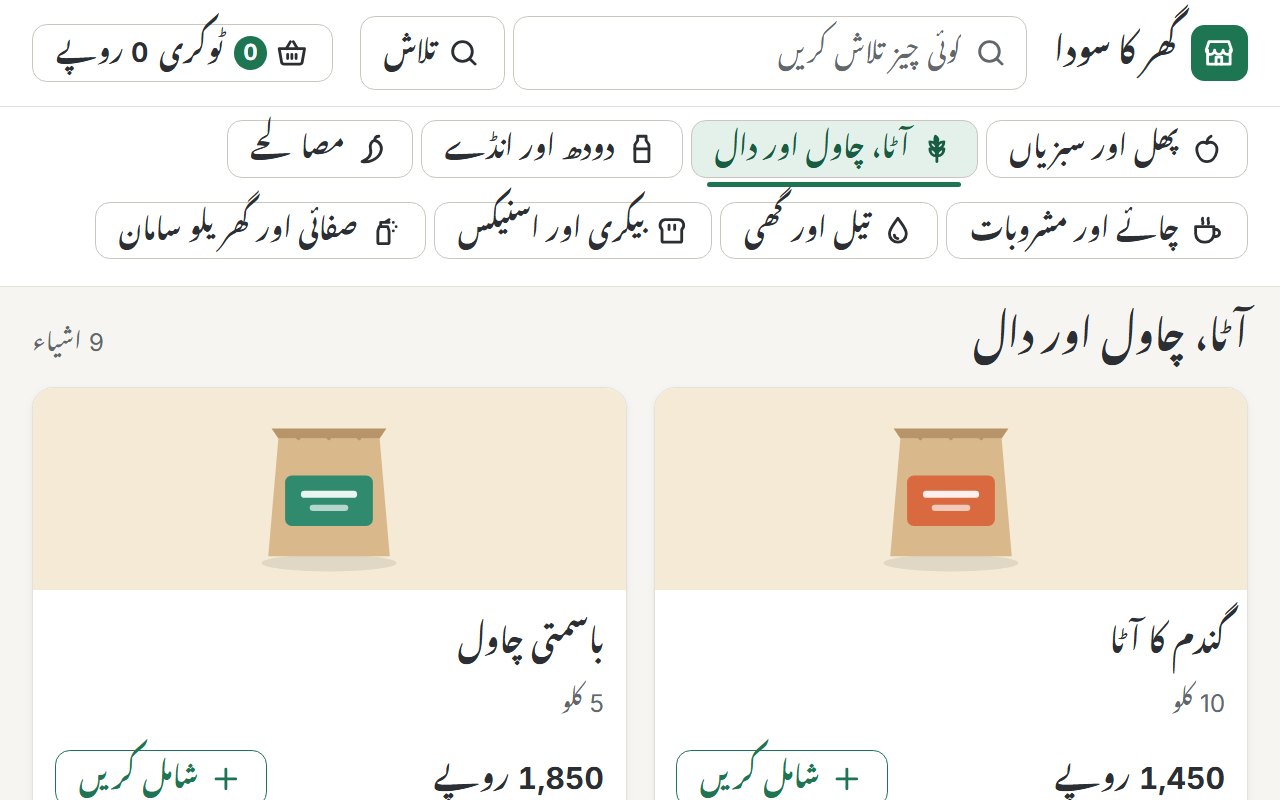 گھر کا سودا
کوئی چیز تلاش کریں
تلاش
0 ٹوکری 0 روپے
پھل اور سبزیاں
آٹا، چاول اور دال
دودھ اور انڈے
مصالحے
چائے اور مشروبات
تیل اور گھی
بیکری اور اسنیکس
صفائی اور گھریلو سامان
آٹا، چاول اور دال
9 اشیاء
گندم کا آٹا
10 کلو
1,450 روپے
شامل کریں
باسمتی چاول
5 کلو
1,850 روپے
شامل کریں